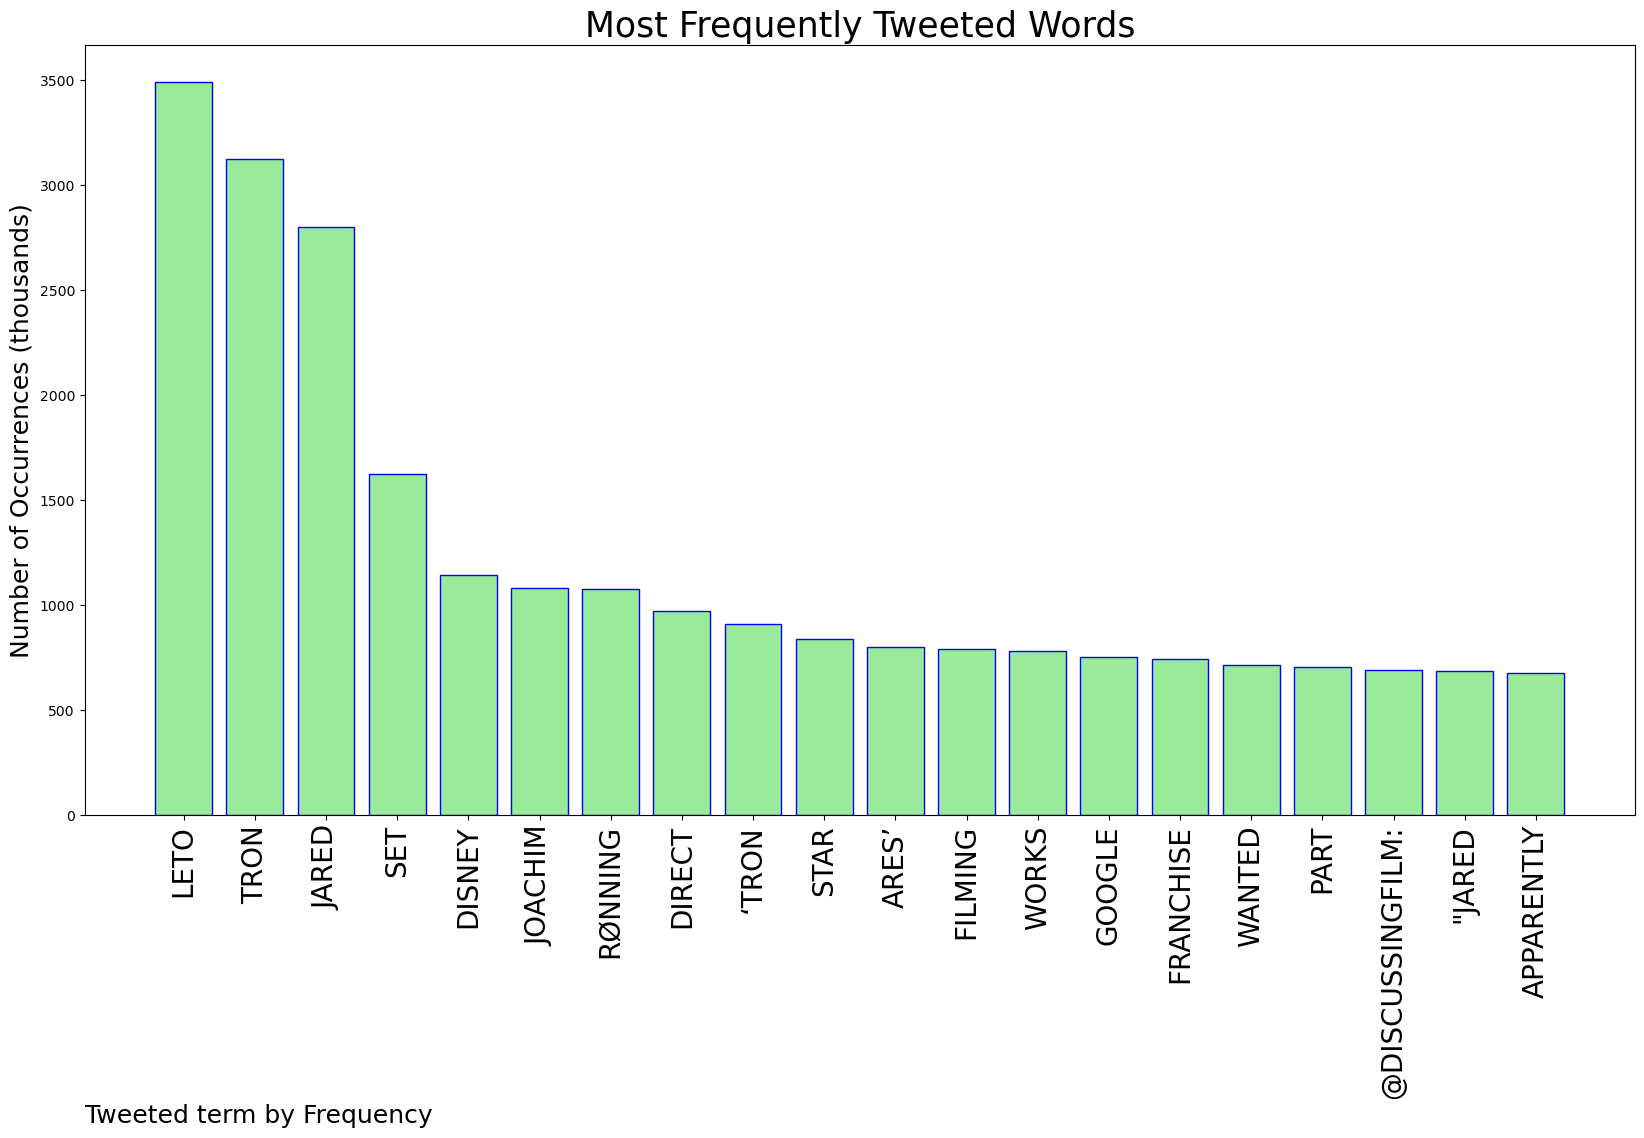 Most Frequently Tweeted Words
Number of Occurrences (thousands)
3500
3000
2500
2000
1500
1000
500
0
LETO
TRON
JARED
SET
DISNEY
JOACHIM
RØNNING
DIRECT
‘TRON
STAR
ARES’
FILMING
WORKS
GOOGLE
FRANCHISE
WANTED
PART
@DISCUSSINGFILM:
"JARED
APPARENTLY
Tweeted term by Frequency